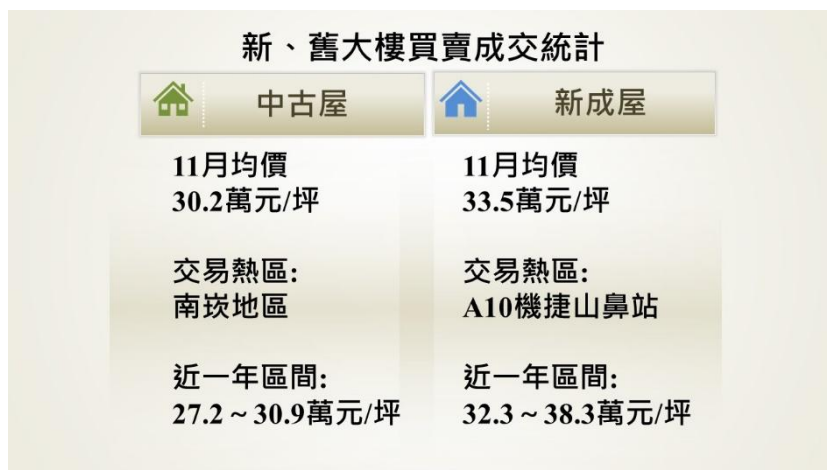 新、舊大樓買賣成交統計
中古屋
11月均價
30.2萬元/坪
交易熱區:
南崁地區
近一年區間:
27.2～30.9萬元/坪
新成屋
11月均價
33.5萬元/坪
交易熱區:
A10機捷山鼻站
近一年區間:
32.3～38.3萬元/坪